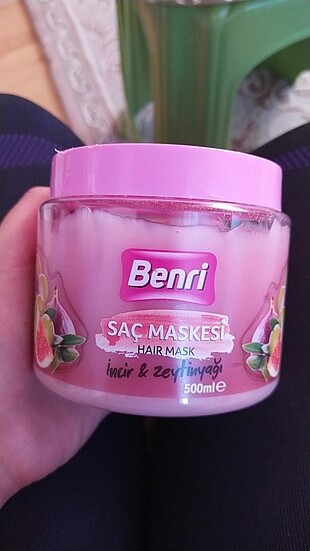 Benri
SAÇ MASKESİ
HAIR MASK
İncir & zeytinyağı
500ml e